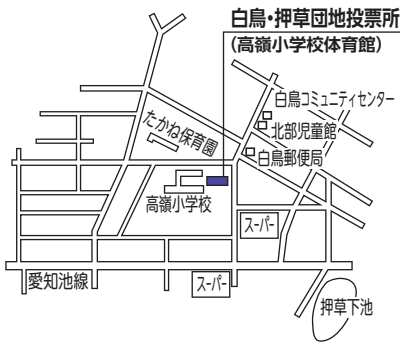 白鳥・押草団地投票所
(高嶺小学校体育館)
白鳥コミュニティセンター
たかね保育園
北部児童館
白鳥郵便局
高嶺小学校
スーパー
愛知池線
スーパー
押草下池